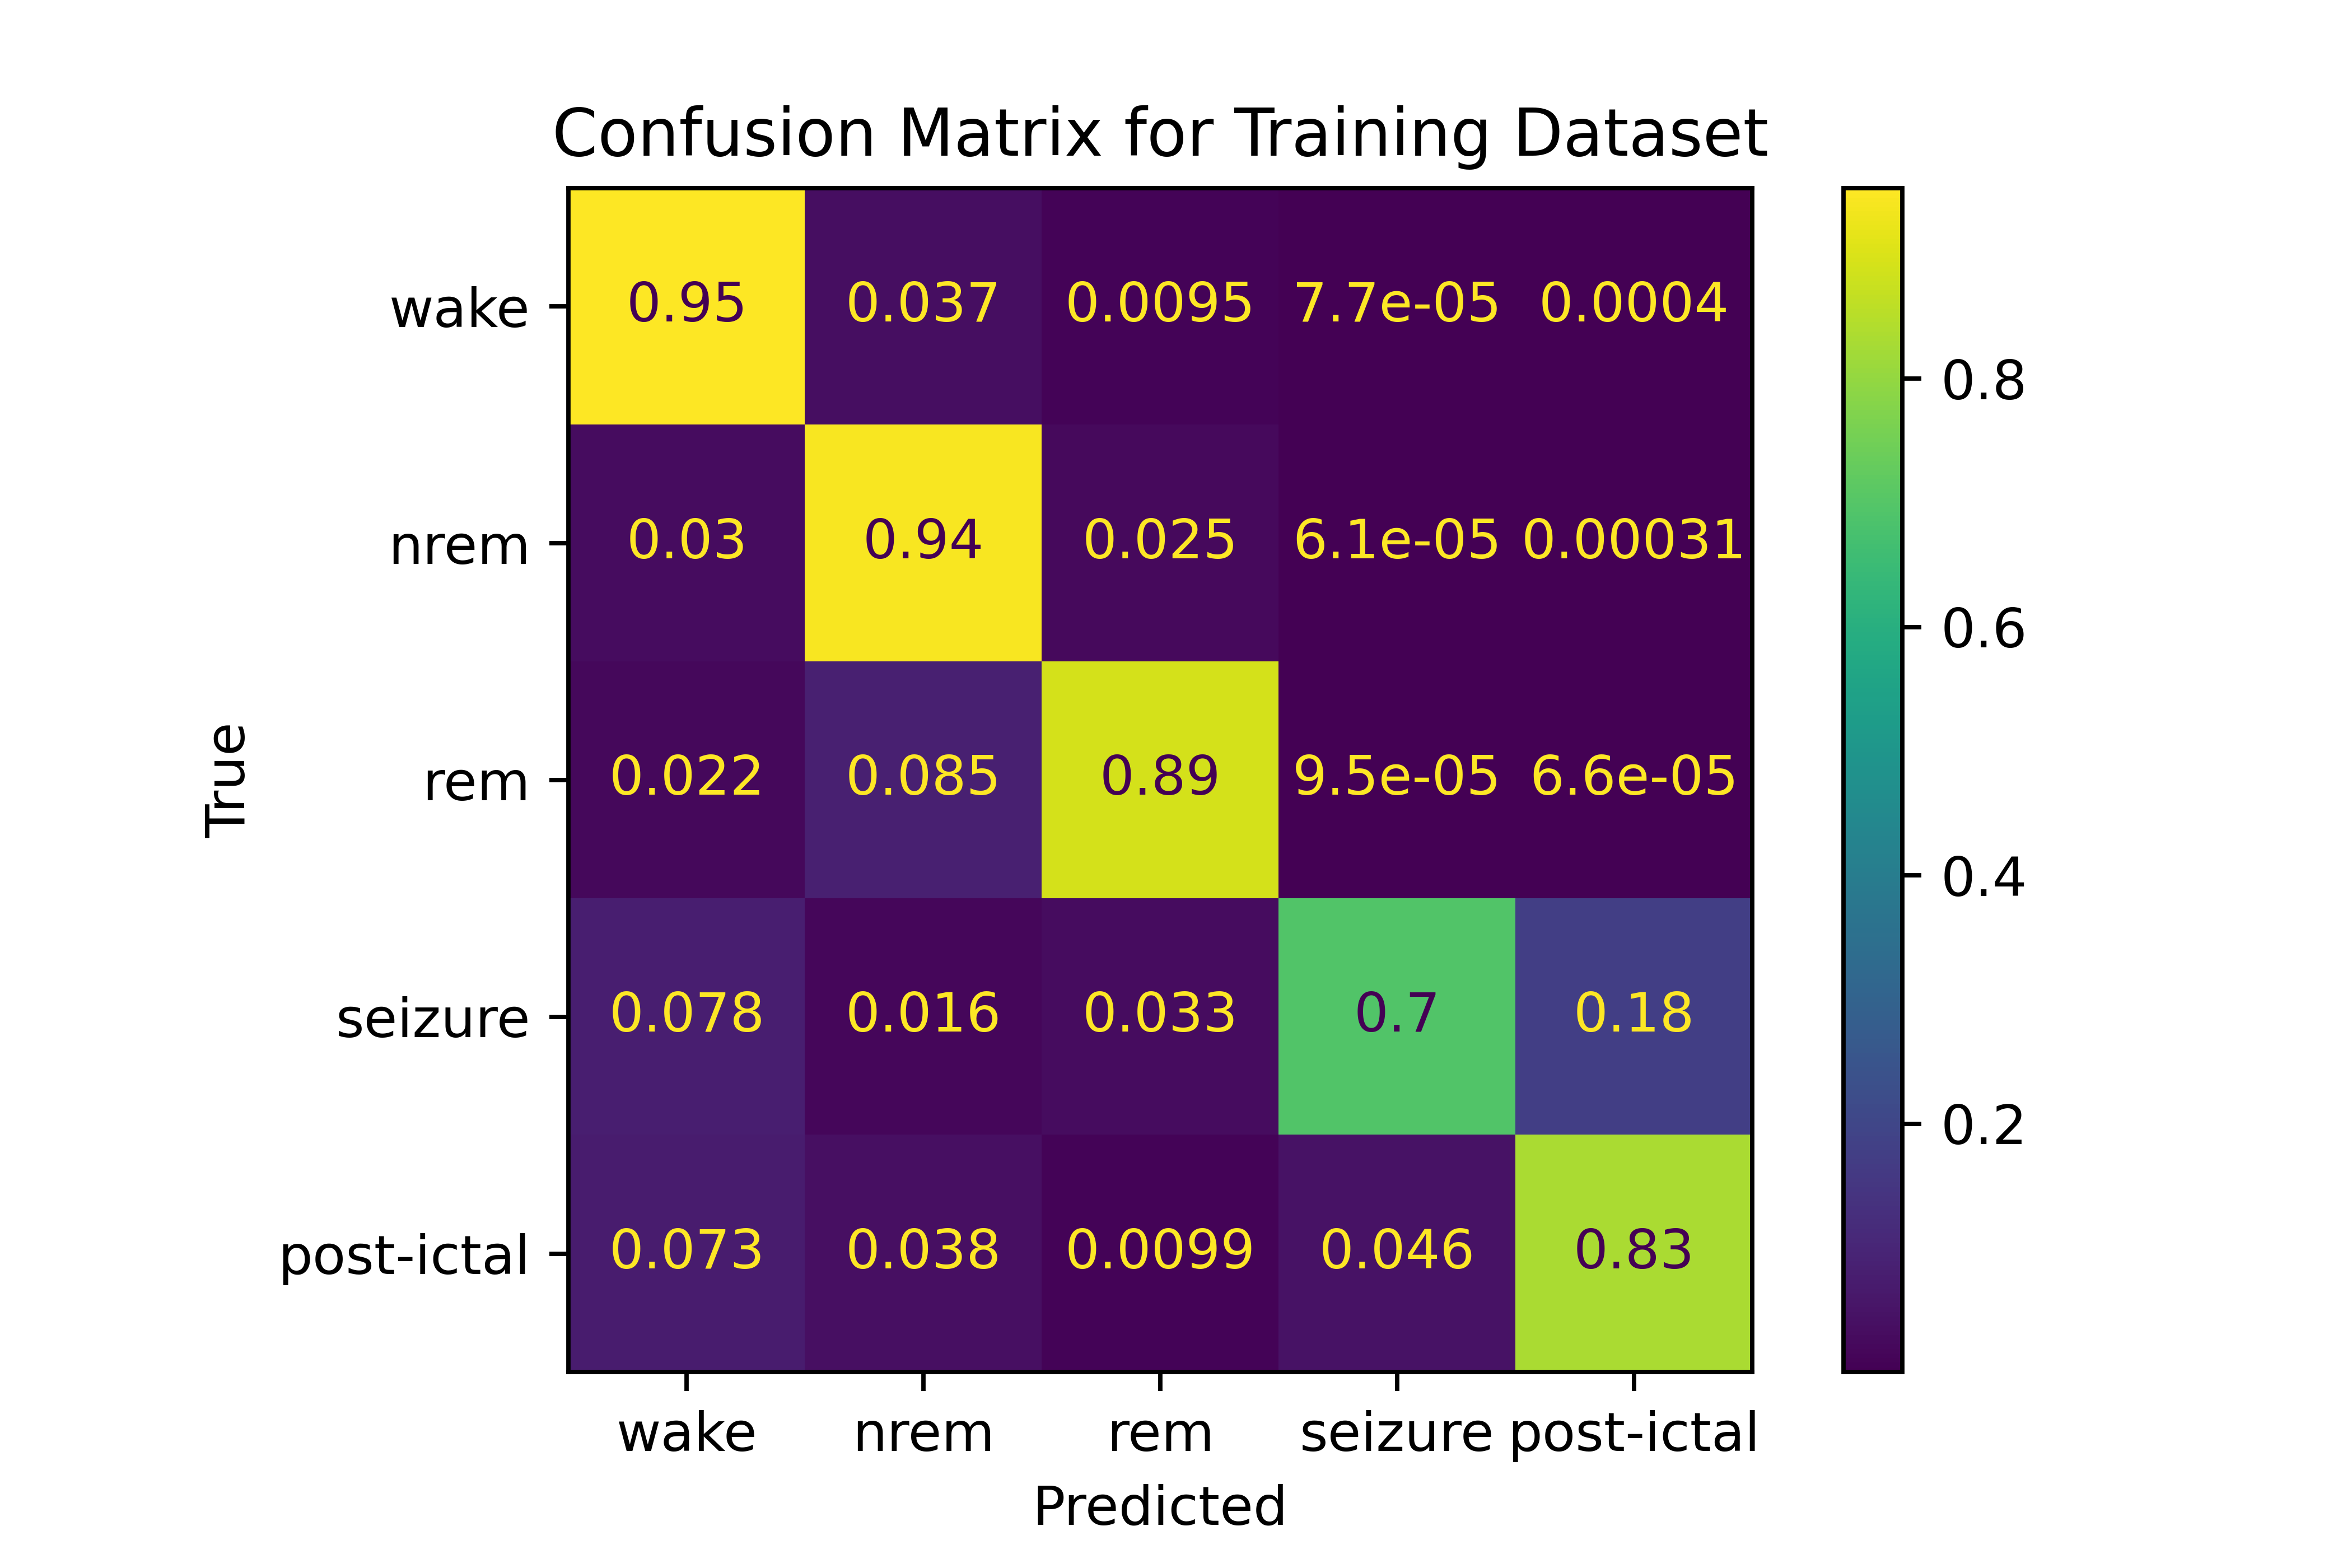 Confusion Matrix for Training Dataset
wake 0.95 0.037 0.0095 7.7e-05 0.0004
0.8
nrem 0.03 0.94 0.025 6.1e-05 0.00031
0.6
rem 0.022 0.085 0.89 9.5e-05 6.6e-05
True
0.4
seizure 0.078 0.016 0.033 0.7 0.18
0.2
post-ictal 0.073 0.038 0.0099 0.046 0.83
wake nrem rem seizure post-ictal
Predicted